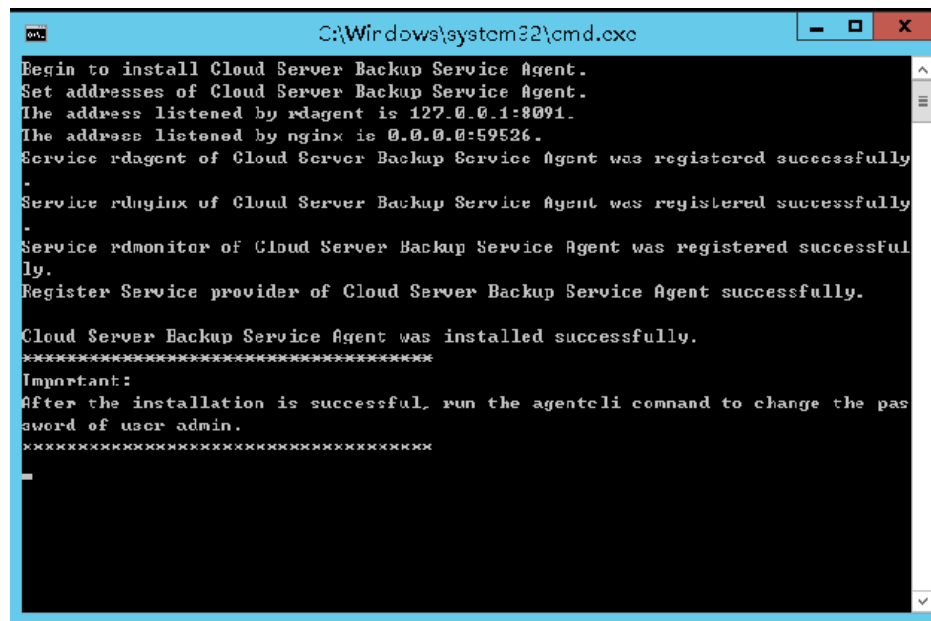 C:\Windows\system32\cmd.exe
Begin to install Cloud Server Backup Service Agent.
Set addresses of Cloud Server Backup Service Agent.
The address listened by rdagent is 127.0.0.1:8091.
The address listened by nginx is 0.0.0.0:59526.
Service rdagent of Cloud Server Backup Service Agent was registered successfully
.
Service rdnginx of Cloud Server Backup Service Agent was registered successfully
.
Service rdmonitor of Cloud Server Backup Service Agent was registered successful
ly.
Register Service provider of Cloud Server Backup Service Agent successfully.
Cloud Server Backup Service Agent was installed successfully.
*************************************
Important:
After the installation is successful, run the agentcli command to change the pas
sword of user admin.
*************************************